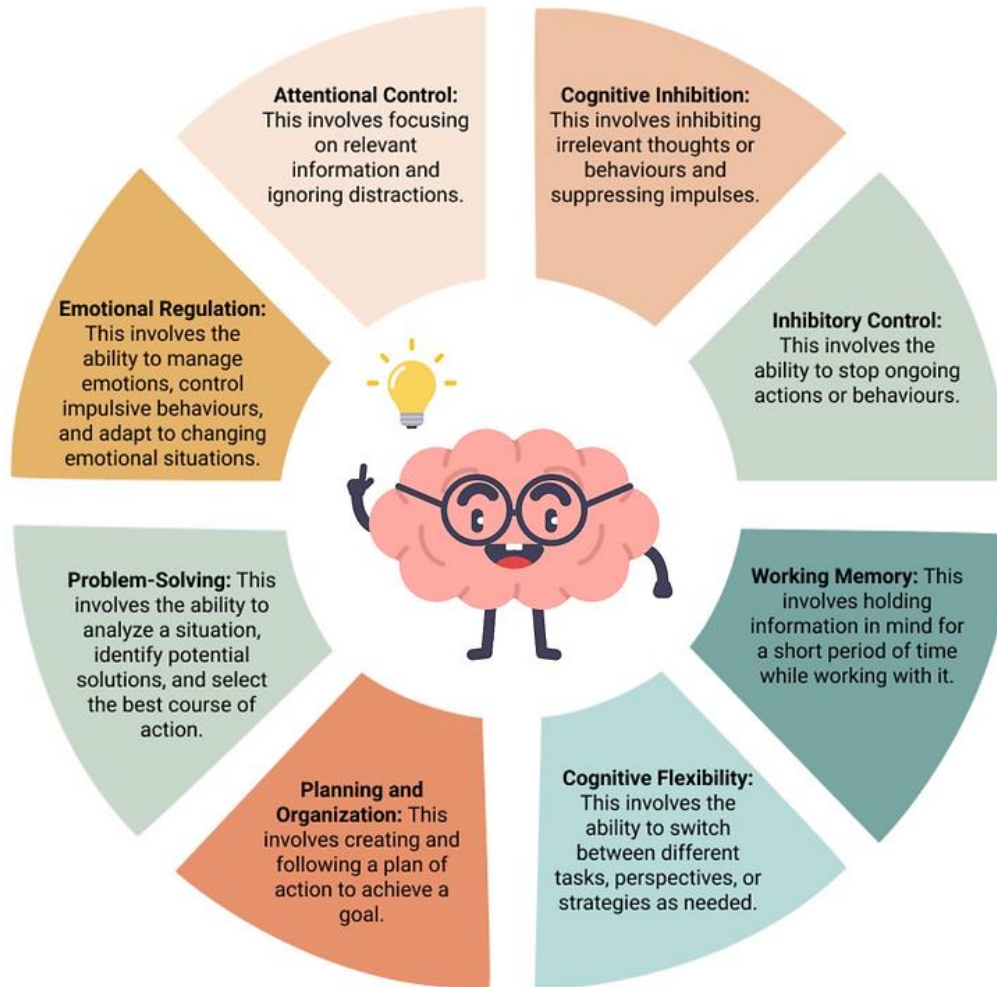 Attentional Control:
This involves focusing
on relevant
information and
ignoring distractions.
Cognitive Inhibition:
This involves inhibiting
irrelevant thoughts or
behaviours and
suppressing impulses.
Inhibitory Control:
This involves the
ability to stop ongoing
actions or behaviours.
Working Memory: This
involves holding
information in mind for
a short period of time
while working with it.
Cognitive Flexibility:
This involves the
ability to switch
between different
tasks, perspectives, or
strategies as needed.
Planning and
Organization: This
involves creating and
following a plan of
action to achieve a
goal.
Problem-Solving: This
involves the ability to
analyze a situation,
identify potential
solutions, and select
the best course of
action.
Emotional Regulation:
This involves the
ability to manage
emotions, control
impulsive behaviours,
and adapt to changing
emotional situations.